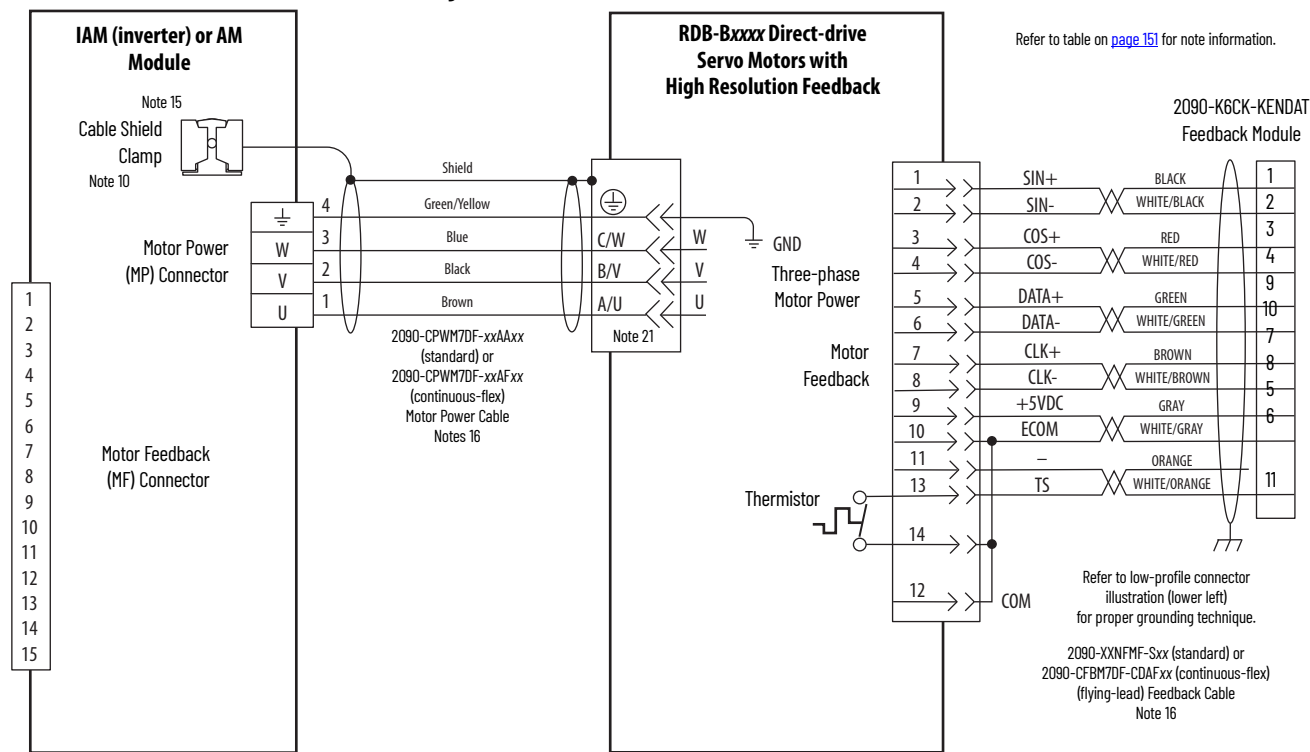 IAM (inverter) or AM
Module
Note 15
Cable Shield
Clamp
Note 10
Motor Power
(MP) Connector
W
V
U
4
3
2
1
Shield
Green/Yellow
Blue
Black
Brown
C/W
B/V
A/U
Note 21
W
V
U
GND
Three-phase
Motor Power
2090-CPWM7DF-xxAAxx
(standard) or
2090-CPWM7DF-xxAFxx
(continuous-flex)
Motor Power Cable
Notes 16
1
2
3
4
5
6
7
8
9
10
11
12
13
14
15
Motor Feedback
(MF) Connector
RDB-Bxxxx Direct-drive
Servo Motors with
High Resolution Feedback
Refer to table on page 151 for note information.
2090-K6CK-KENDAT
Feedback Module
Motor
Feedback
Thermistor
1 SIN+ BLACK 1
2 SIN- WHITE/BLACK 2
3 COS+ RED 3
4 COS- WHITE/RED 4
5 DATA+ GREEN 9
6 DATA- WHITE/GREEN 10
7 CLK+ BROWN 7
8 CLK- WHITE/BROWN 8
9 +5VDC GRAY 5
10 ECOM WHITE/GRAY 6
11 – ORANGE
13 TS WHITE/ORANGE 11
14
12 COM
Refer to low-profile connector
illustration (lower left)
for proper grounding technique.
2090-XXNFMF-Sxx (standard) or
2090-CFBM7DF-CDAFxx (continuous-flex)
(flying-lead) Feedback Cable
Note 16